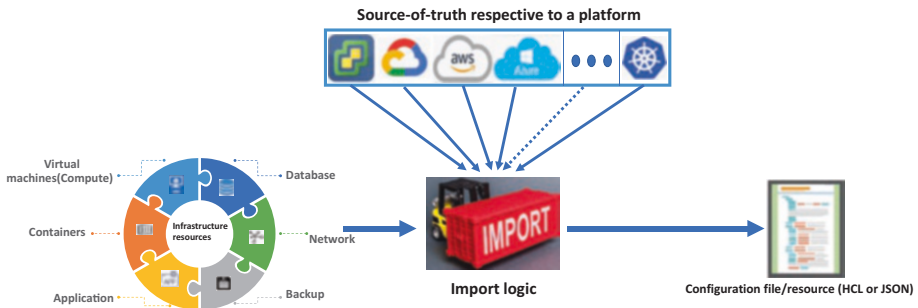 Source-of-truth respective to a platform
aws
Virtual
machines(Compute)
Database
Containers
Infrastructure
resources
Network
Application
Backup
IMPORT
Import logic
Configuration file/resource (HCL or JSON)